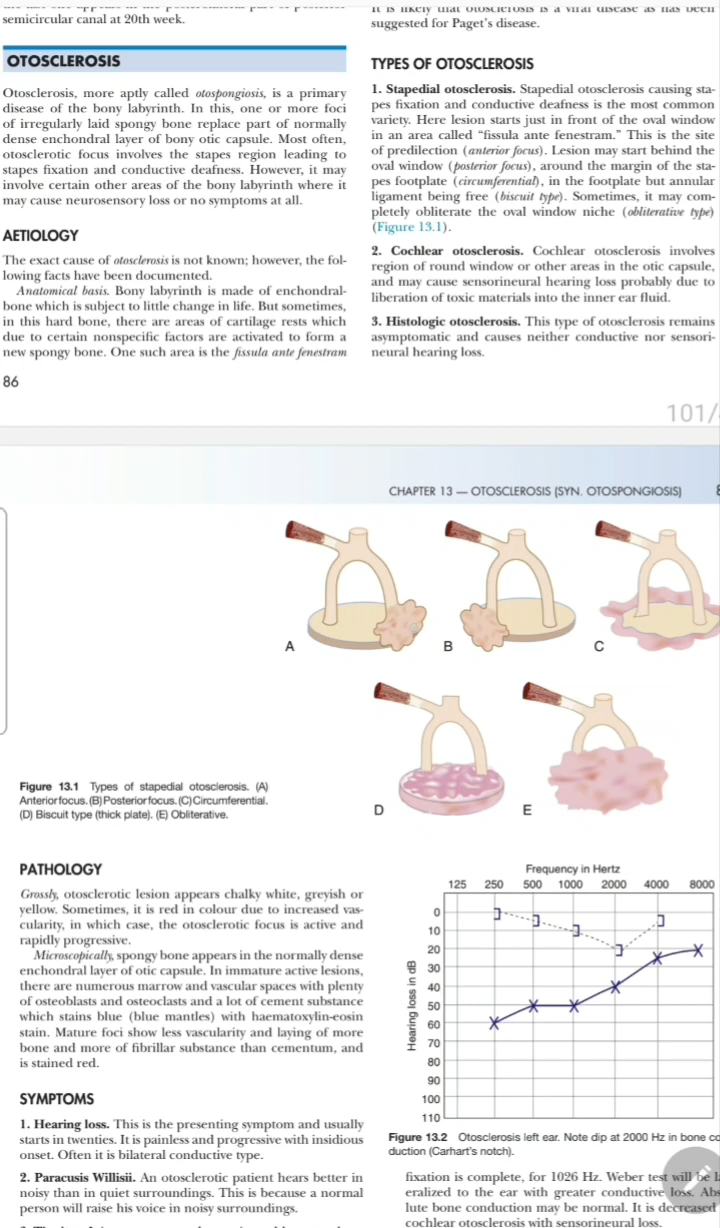 semicircular canal at 20th week.
OTOSCLEROSIS
Otosclerosis, more aptly called otospongiosis, is a primary
disease of the bony labyrinth. In this, one or more foci
of irregularly laid spongy bone replace part of normally
dense enchondral layer of bony otic capsule. Most often,
otosclerotic focus involves the stapes region leading to
stapes fixation and conductive deafness. However, it may
involve certain other areas of the bony labyrinth where it
may cause neurosensory loss or no symptoms at all.
AETIOLOGY
The exact cause of otosclerosis is not known; however, the fol-
lowing facts have been documented.
Anatomical basis. Bony labyrinth is made of enchondral-
bone which is subject to little change in life. But sometimes,
in this hard bone, there are areas of cartilage rests which
due to certain nonspecific factors are activated to form a
new spongy bone. One such area is the fissula ante fenestram
86
It is likely that otosclerosis is a viral disease as has been
suggested for Paget's disease.
TYPES OF OTOSCLEROSIS
1. Stapedial otosclerosis. Stapedial otosclerosis causing sta-
pes fixation and conductive deafness is the most common
variety. Here lesion starts just in front of the oval window
in an area called “fissula ante fenestram.” This is the site
of predilection (anterior focus). Lesion may start behind the
oval window (posterior focus), around the margin of the sta-
pes footplate (circumferential), in the footplate but annular
ligament being free (biscuit type). Sometimes, it may com-
pletely obliterate the oval window niche (obliterative type)
(Figure 13.1).
2. Cochlear otosclerosis. Cochlear otosclerosis involves
region of round window or other areas in the otic capsule,
and may cause sensorineural hearing loss probably due to
liberation of toxic materials into the inner ear fluid.
3. Histologic otosclerosis. This type of otosclerosis remains
asymptomatic and causes neither conductive nor sensori-
neural hearing loss.
101/
CHAPTER 13 — OTOSCLEROSIS (SYN. OTOSPONGIOSIS)
A
B
C
D
E
Figure 13.1 Types of stapedial otosclerosis. (A)
Anterior focus. (B) Posterior focus. (C) Circumferential.
(D) Biscuit type (thick plate). (E) Obliterative.
PATHOLOGY
Grossly, otosclerotic lesion appears chalky white, greyish or
yellow. Sometimes, it is red in colour due to increased vas-
cularity, in which case, the otosclerotic focus is active and
rapidly progressive.
Microscopically, spongy bone appears in the normally dense
enchondral layer of otic capsule. In immature active lesions,
there are numerous marrow and vascular spaces with plenty
of osteoblasts and osteoclasts and a lot of cement substance
which stains blue (blue mantles) with haematoxylin-eosin
stain. Mature foci show less vascularity and laying of more
bone and more of fibrillar substance than cementum, and
is stained red.
SYMPTOMS
1. Hearing loss. This is the presenting symptom and usually
starts in twenties. It is painless and progressive with insidious
onset. Often it is bilateral conductive type.
2. Paracusis Willisii. An otosclerotic patient hears better in
noisy than in quiet surroundings. This is because a normal
person will raise his voice in noisy surroundings.
Frequency in Hertz
125 250 500 1000 2000 4000 8000
Hearing loss in dB
0
10
20
30
40
50
60
70
80
90
100
110
Figure 13.2 Otosclerosis left ear. Note dip at 2000 Hz in bone co
duction (Carhart's notch).
fixation is complete, for 1026 Hz. Weber test will be l
eralized to the ear with greater conductive loss. Abs
lute bone conduction may be normal. It is decreased
cochlear otosclerosis with sensorineural loss.